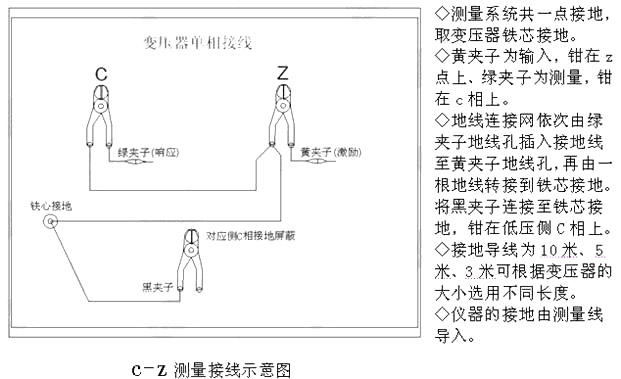 变压器单相接线
C
Z
绿夹子(响应)
黄夹子(激励)
铁心接地
对应侧C相接地屏蔽
黑夹子
C-Z 测量接线示意图
◇测量系统共一点接地，
取变压器铁芯接地。
◇黄夹子为输入，钳在z
点上、绿夹子为测量，钳
在c相上。
◇地线连接网依次由绿
夹子地线孔插入接地线
至黄夹子地线孔,再由一
根地线转接到铁芯接地。
将黑夹子连接至铁芯接
地，钳在低压侧C相上。
◇接地导线为10米、5
米、3米可根据变压器的
大小选用不同长度。
◇仪器的接地由测量线
导入。